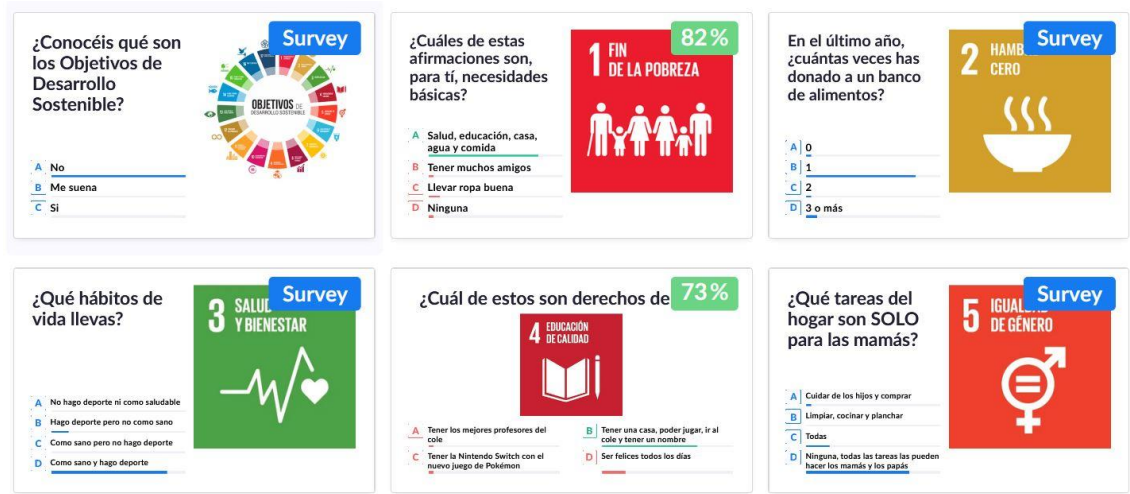 ¿Conocéis qué son
los Objetivos de
Desarrollo
Sostenible?
Survey
OBJETIVOS DE
DESARROLLO SOSTENIBLE
A No
B Me suena
C Si
¿Cuáles de estas
afirmaciones son,
para tí, necesidades
básicas?
82%
1 FIN
DE LA POBREZA
A Salud, educación, casa,
agua y comida
B Tener muchos amigos
C Llevar ropa buena
D Ninguna
En el último año,
¿cuántas veces has
donado a un banco
de alimentos?
Survey
2 HAMB
CERO
A 0
B 1
C 2
D 3 o más
¿Qué hábitos de
vida llevas?
Survey
3 SALUD
Y BIENESTAR
A No hago deporte ni como saludable
B Hago deporte pero no como sano
C Como sano pero no hago deporte
D Como sano y hago deporte
¿Cuál de estos son derechos de
73%
4 EDUCACIÓN
DE CALIDAD
A Tener los mejores profesores del
cole
B Tener una casa, poder jugar, ir al
cole y tener un nombre
C Tener la Nintendo Switch con el
nuevo juego de Pokémon
D Ser felices todos los días
¿Qué tareas del
hogar son SOLO
para las mamás?
Survey
5 IGUAL
DE GÉNERO
A Cuidar de los hijos y comprar
B Limpiar, cocinar y planchar
C Todas
D Ninguna, todas las tareas las pueden
hacer los mamás y los papás